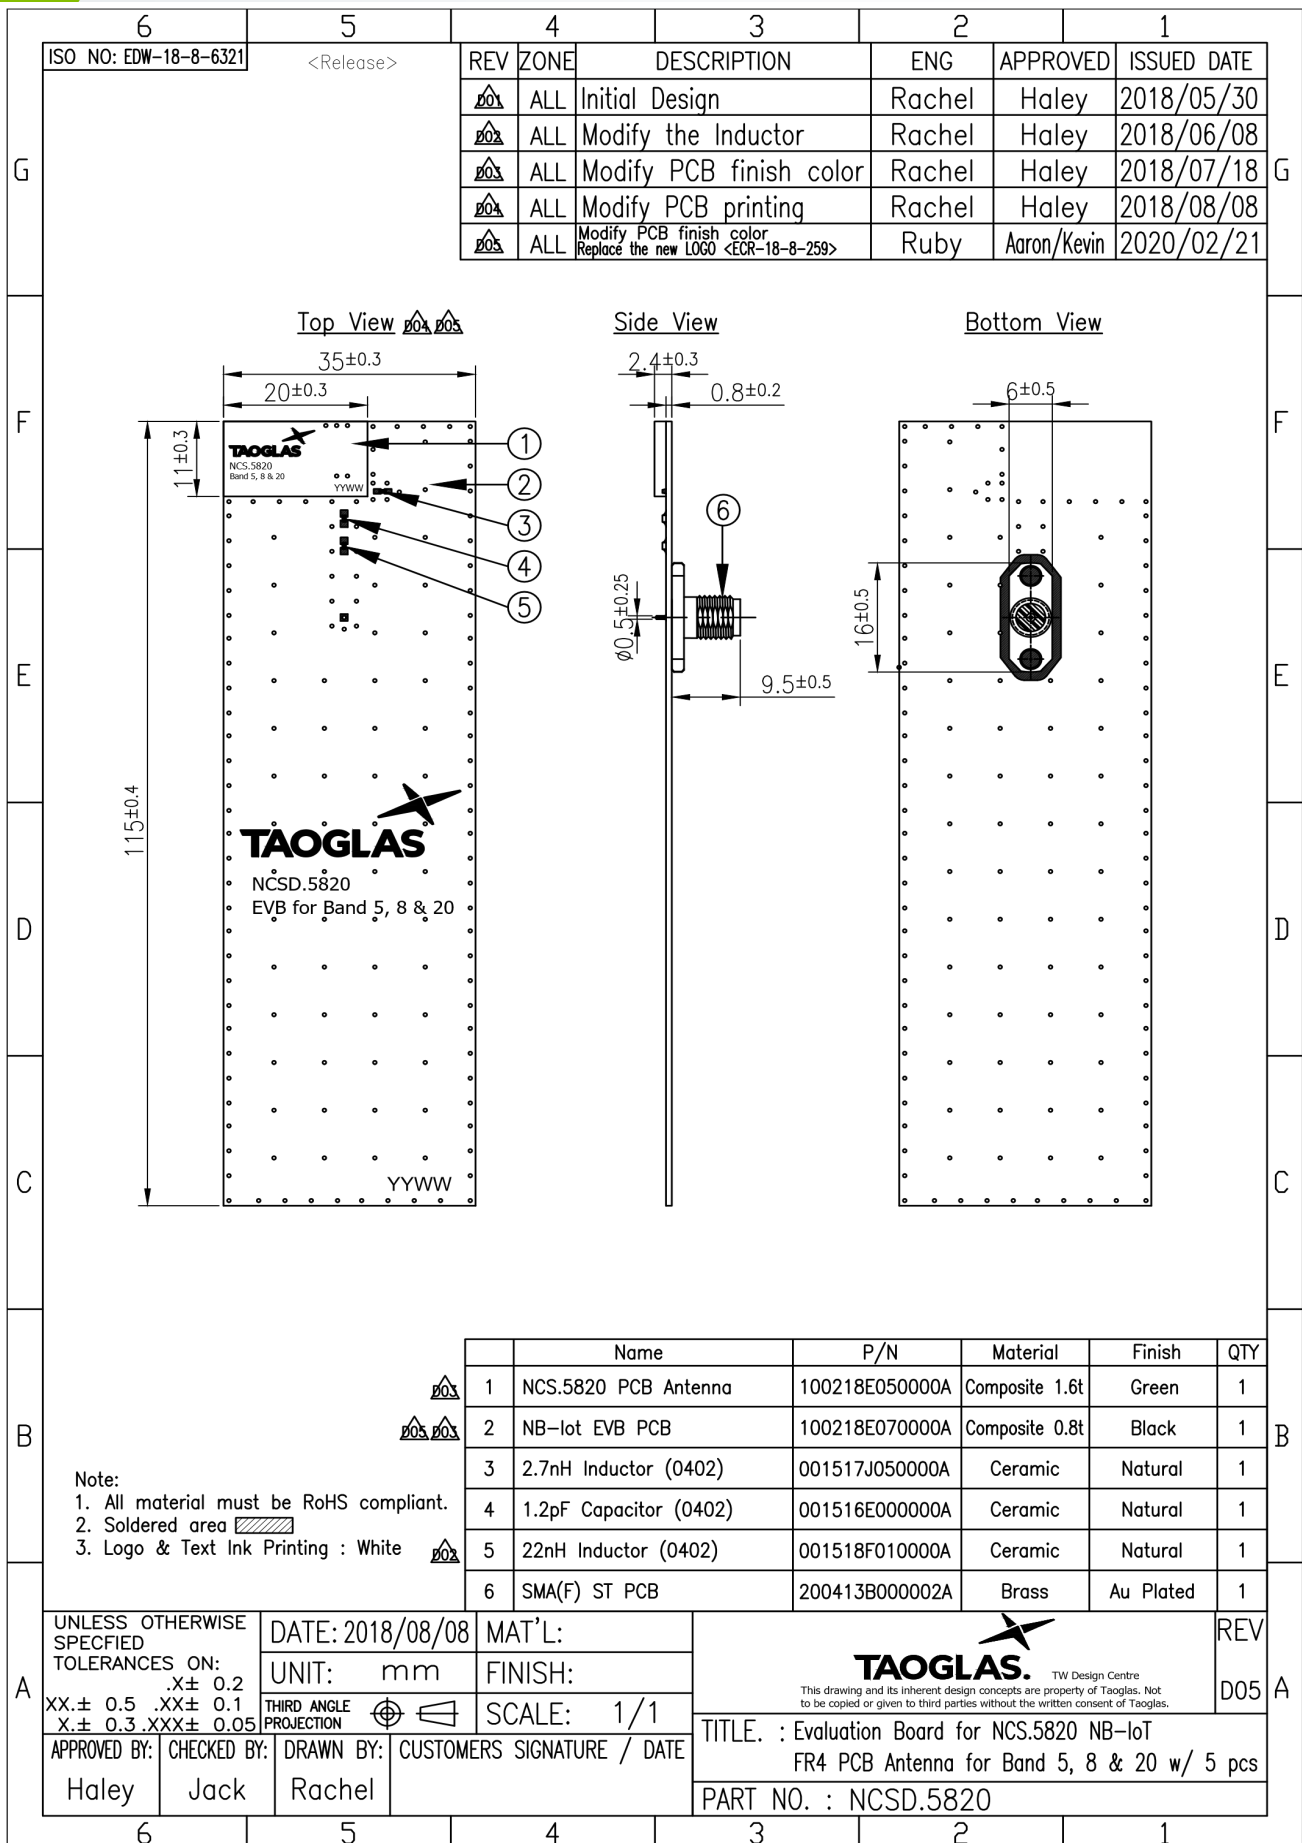 6 5 4 3 2 1
ISO NO: EDW-18-8-6321
<Release>
REV ZONE DESCRIPTION ENG APPROVED ISSUED DATE
D01 ALL Initial Design Rachel Haley 2018/05/30
D02 ALL Modify the Inductor Rachel Haley 2018/06/08
D03 ALL Modify PCB finish color Rachel Haley 2018/07/18
D04 ALL Modify PCB printing Rachel Haley 2018/08/08
D05 ALL Modify PCB finish color Ruby Aaron/Kevin 2020/02/21
Replace the new LOGO <ECR-18-8-259>
G G
Top View D04 D05
Side View
Bottom View
35±0.3
20±0.3
11±0.3
115±0.4
TAOGLAS
NCS.5820
Band 5, 8 & 20
YYWW
1
2
3
4
5
2.4±0.3
0.8±0.2
6
ø0.5±0.25
9.5±0.5
6±0.5
16±0.5
F F
E E
TAOGLAS
NCSD.5820
EVB for Band 5, 8 & 20
D D
YYWW
C C
Name P/N Material Finish QTY
D03 1 NCS.5820 PCB Antenna 100218E050000A Composite 1.6t Green 1
D05 D03 2 NB-Iot EVB PCB 100218E070000A Composite 0.8t Black 1
3 2.7nH Inductor (0402) 001517J050000A Ceramic Natural 1
4 1.2pF Capacitor (0402) 001516E000000A Ceramic Natural 1
D02 5 22nH Inductor (0402) 001518F010000A Ceramic Natural 1
6 SMA(F) ST PCB 200413B000002A Brass Au Plated 1
B B
Note:
1. All material must be RoHS compliant.
2. Soldered area
3. Logo & Text Ink Printing : White
UNLESS OTHERWISE
SPECFIED
TOLERANCES ON:
.X± 0.2
XX.± 0.5 .XX± 0.1
X.± 0.3 .XXX± 0.05
DATE: 2018/08/08
UNIT: mm
THIRD ANGLE
PROJECTION
MAT'L:
FINISH:
SCALE: 1/1
TAOGLAS.
TW Design Centre
This drawing and its inherent design concepts are property of Taoglas. Not
to be copied or given to third parties without the written consent of Taoglas.
REV
D05
A A
APPROVED BY: CHECKED BY: DRAWN BY: CUSTOMERS SIGNATURE / DATE
Haley Jack Rachel
TITLE. : Evaluation Board for NCS.5820 NB-IoT
FR4 PCB Antenna for Band 5, 8 & 20 w/ 5 pcs
PART NO. : NCSD.5820
6 5 4 3 2 1